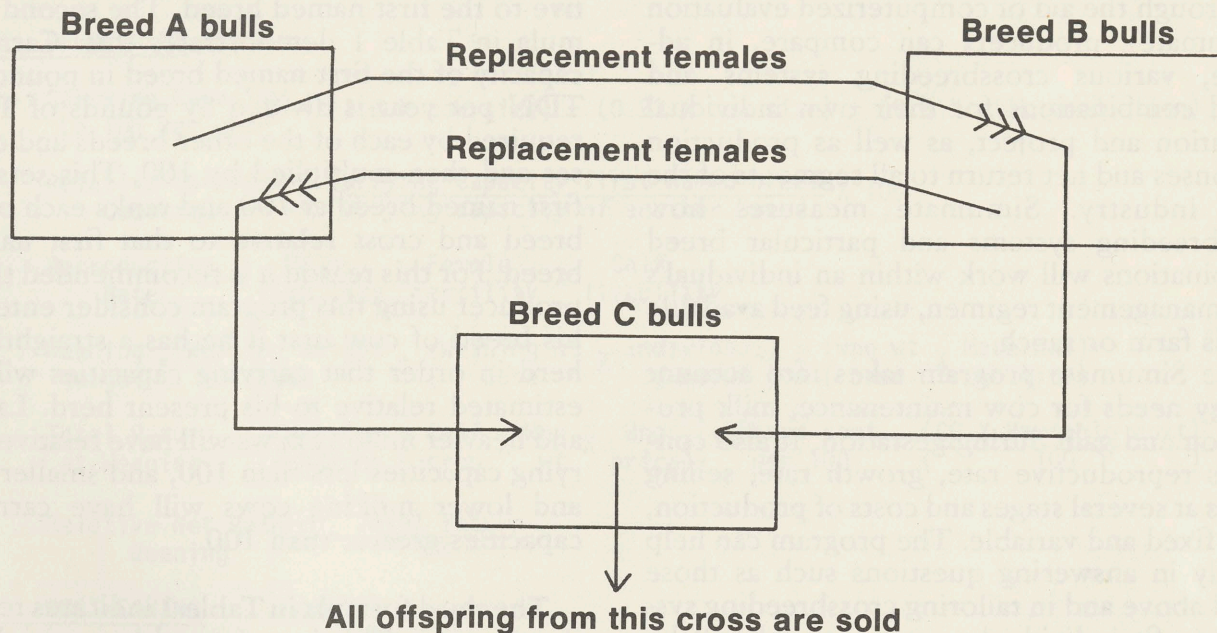 Breed A bulls
Breed B bulls
Replacement females
Replacement females
Breed C bulls
All offspring from this cross are sold